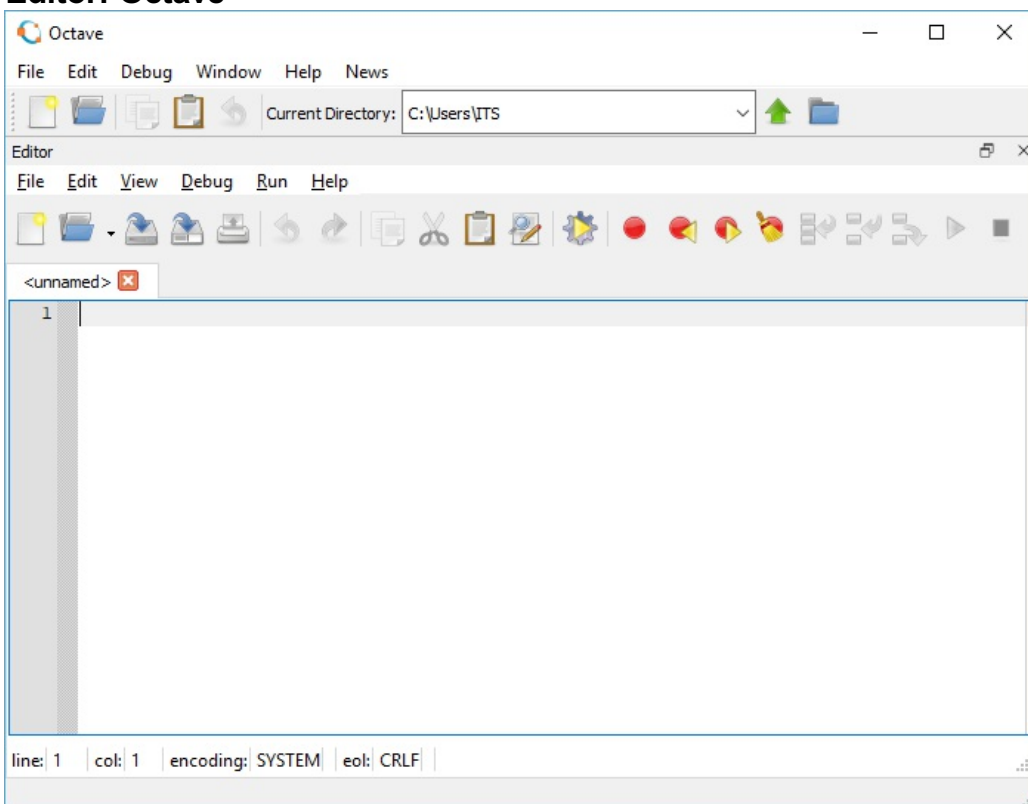 Editor: Octave
Octave
File Edit Debug Window Help News
Current Directory: C:\Users\ITS
Editor
File Edit View Debug Run Help
<unnamed>
1
line: 1 col: 1 encoding: SYSTEM eol: CRLF